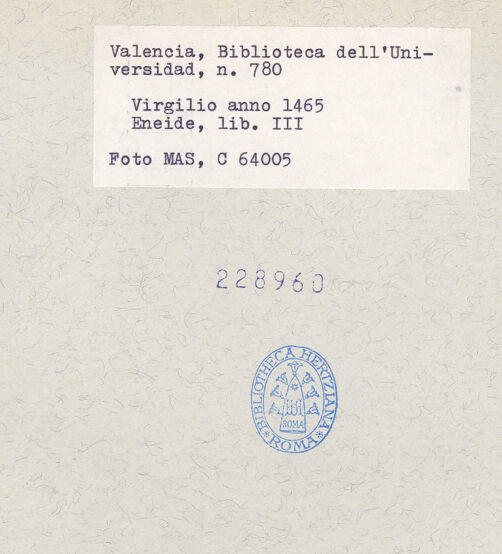 Valencia, Biblioteca dell'Uni-
versidad, n. 780
Virgilio anno 1465
Eneide, lib. III
Foto MAS, C 64005
228960
BIBLIOTHECA HERTZIANA
ROMA
* ROMA *